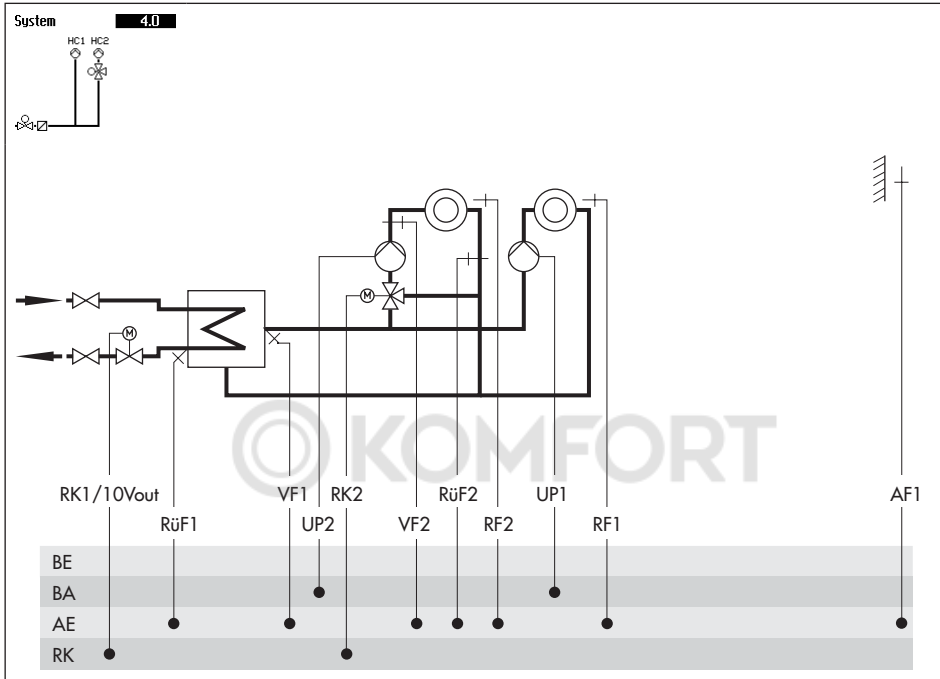 System 4.0
HC1 HC2
M
M
KOMFORT
RK1/10Vout VF1 RK2 RüF2 UP1 AF1
RüF1 UP2 VF2 RF2 RF1
BE
BA
AE
RK